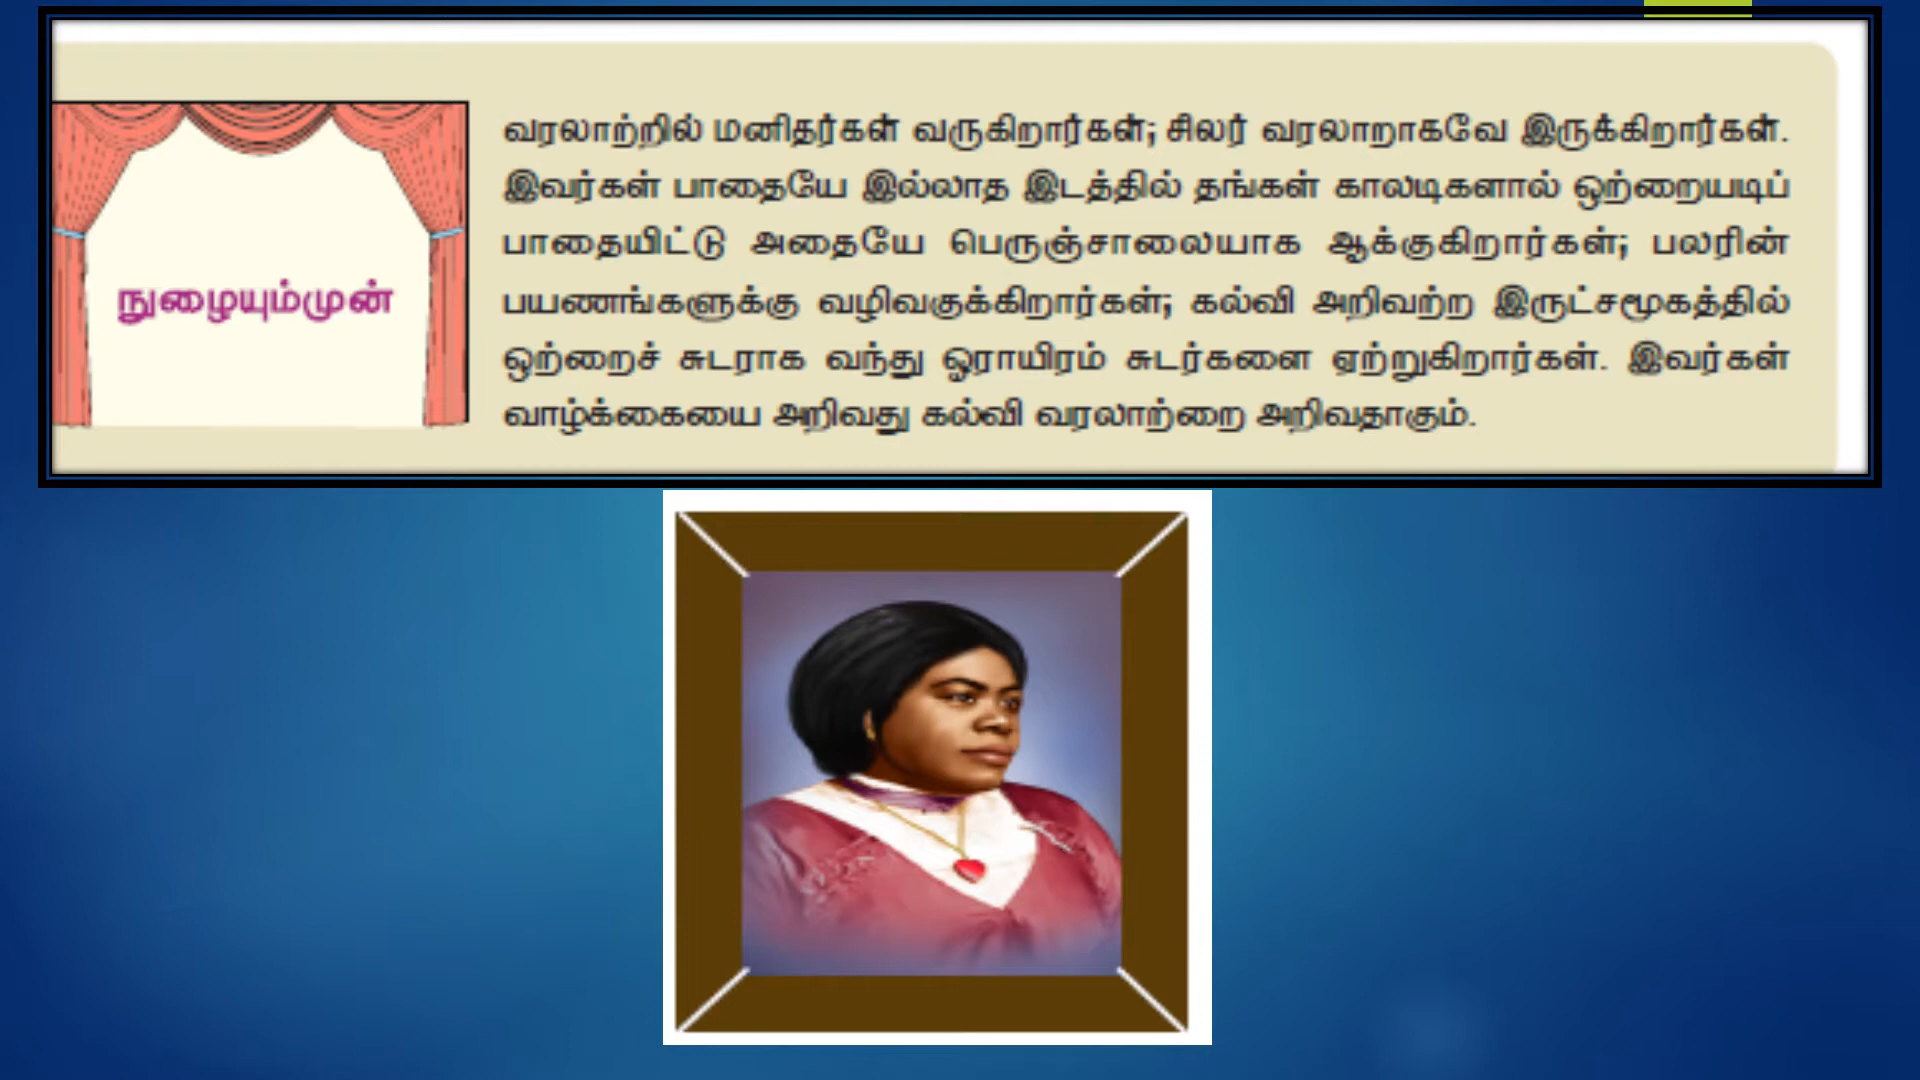 நுழையும்முன்
வரலாற்றில் மனிதர்கள் வருகிறார்கள்; சிலர் வரலாறாகவே இருக்கிறார்கள்.
இவர்கள் பாதையே இல்லாத இடத்தில் தங்கள் காலடிகளால் ஒற்றையடிப்
பாதையிட்டு அதையே பெருஞ்சாலையாக ஆக்குகிறார்கள்; பலரின்
பயணங்களுக்கு வழிவகுக்கிறார்கள்; கல்வி அறிவற்ற இருட்சமூகத்தில்
ஒற்றைச் சுடராக வந்து ஓராயிரம் சுடர்களை ஏற்றுகிறார்கள். இவர்கள்
வாழ்க்கையை அறிவது கல்வி வரலாற்றை அறிவதாகும்.